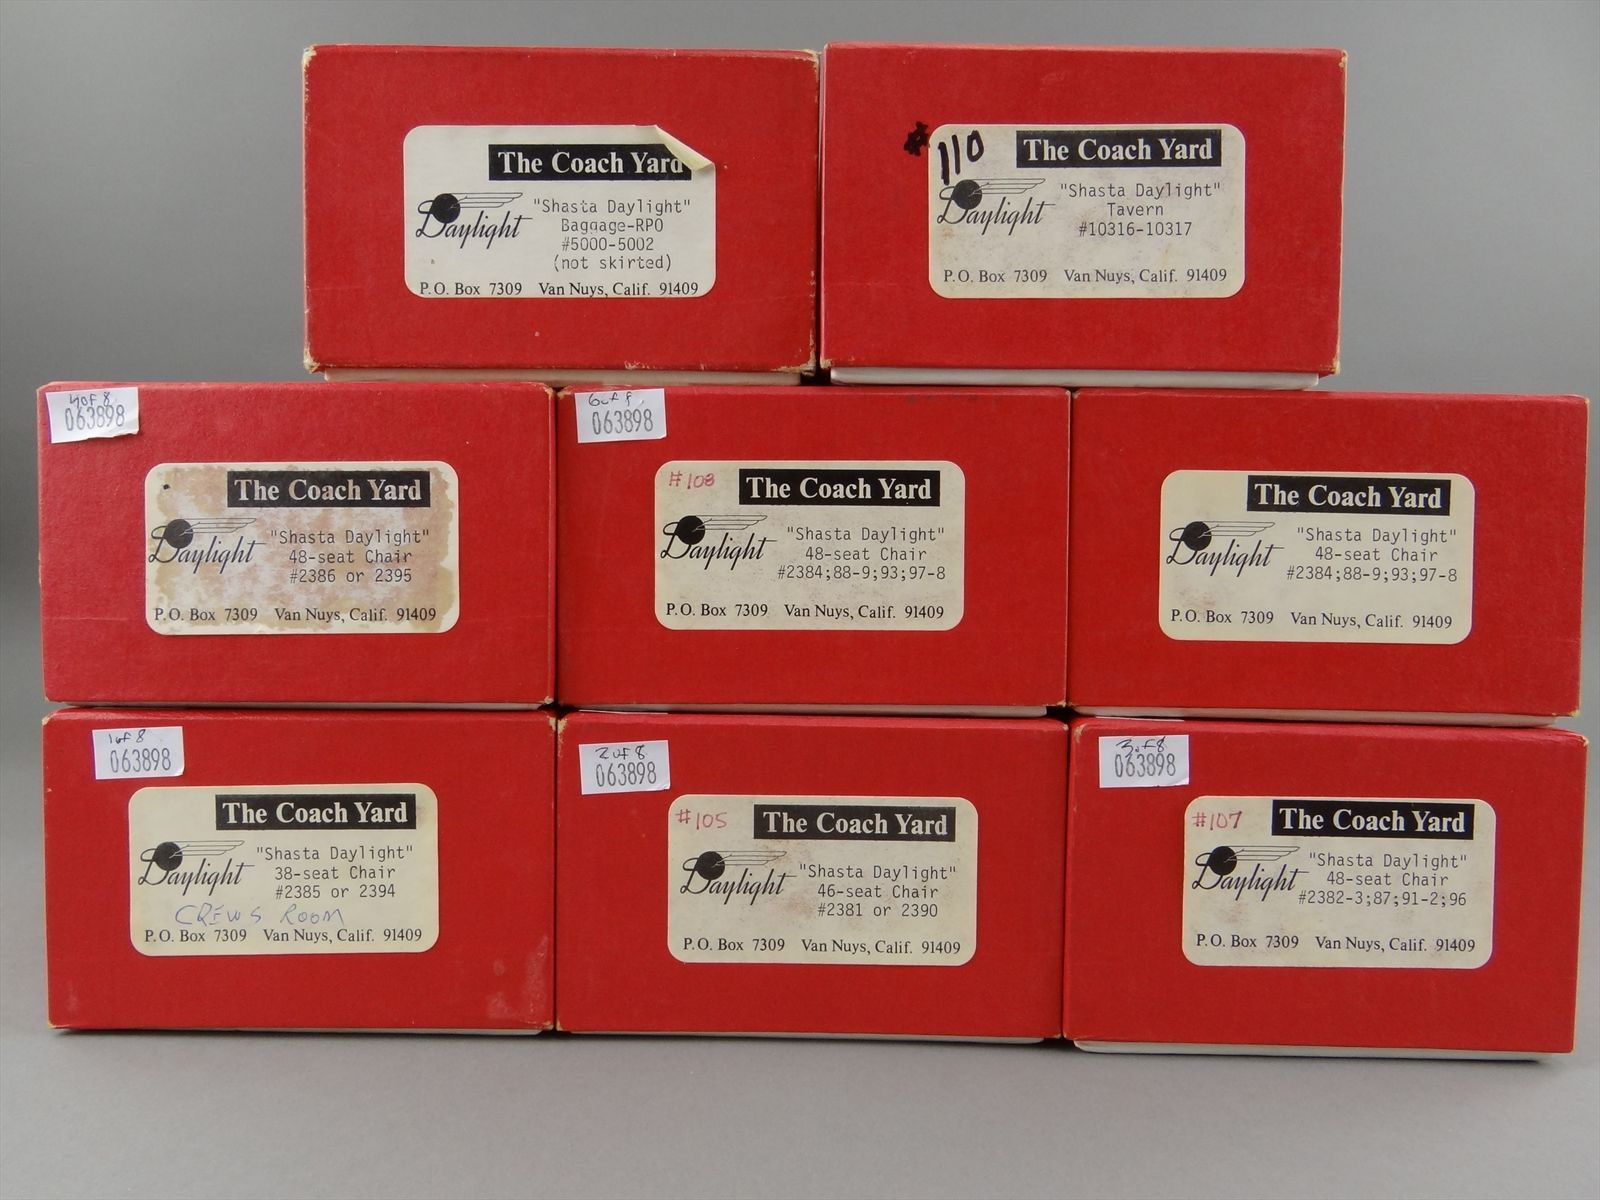 The Coach Yard
Daylight
"Shasta Daylight"
Baggage-RPO
#5000-5002
(not skirted)
P.O. Box 7309 Van Nuys, Calif. 91409
110
The Coach Yard
Daylight
"Shasta Daylight"
Tavern
#10316-10317
P.O. Box 7309 Van Nuys, Calif. 91409
4 of 8
063898
The Coach Yard
Daylight
"Shasta Daylight"
48-seat Chair
#2386 or 2395
P.O. Box 7309 Van Nuys, Calif. 91409
6 of 8
063898
#108
The Coach Yard
Daylight
"Shasta Daylight"
48-seat Chair
#2384;88-9;93;97-8
P.O. Box 7309 Van Nuys, Calif. 91409
The Coach Yard
Daylight
"Shasta Daylight"
48-seat Chair
#2384;88-9;93;97-8
P.O. Box 7309 Van Nuys, Calif. 91409
1 of 8
063898
The Coach Yard
Daylight
"Shasta Daylight"
38-seat Chair
#2385 or 2394
CREWS ROOM
P.O. Box 7309 Van Nuys, Calif. 91409
2 of 8
063898
#105
The Coach Yard
Daylight
"Shasta Daylight"
46-seat Chair
#2381 or 2390
P.O. Box 7309 Van Nuys, Calif. 91409
3 of 8
063898
#107
The Coach Yard
Daylight
"Shasta Daylight"
48-seat Chair
#2382-3;87;91-2;96
P.O. Box 7309 Van Nuys, Calif. 91409